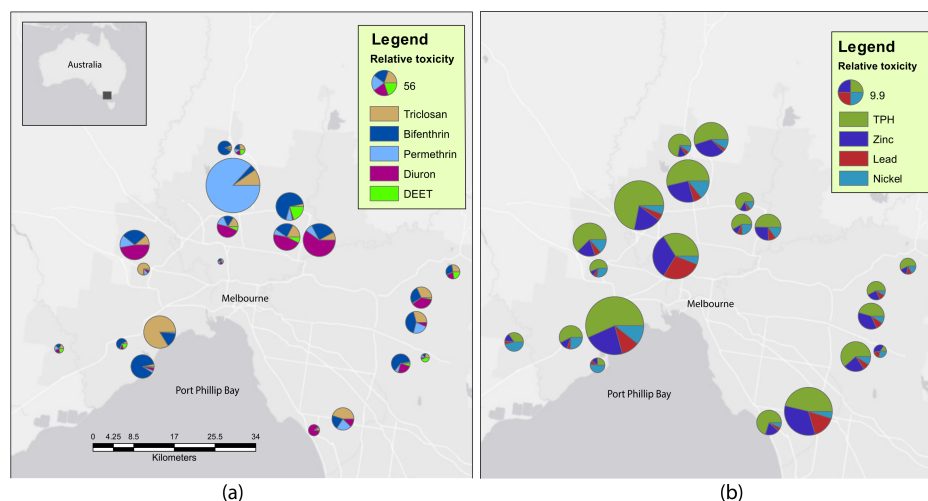 Australia
Legend
Relative toxicity
56
Triclosan
Bifenthrin
Permethrin
Diuron
DEET
Melbourne
Port Phillip Bay
0 4.25 8.5 17 25.5 34
Kilometers
(a)
Legend
Relative toxicity
9.9
TPH
Zinc
Lead
Nickel
Melbourne
Port Phillip Bay
(b)